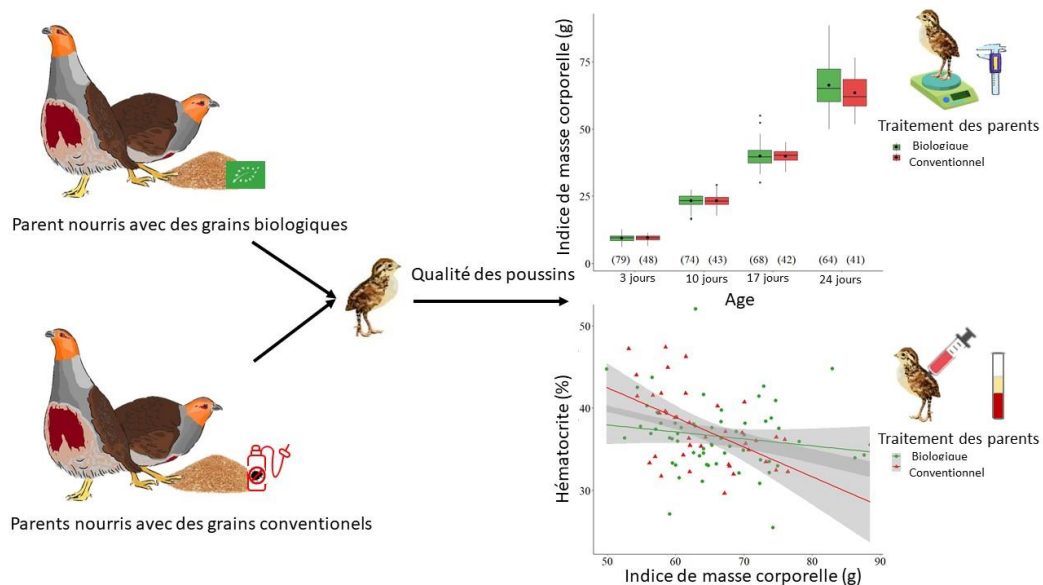 Parent nourris avec des grains biologiques
Parents nourris avec des grains conventionels
Qualité des poussins
Indice de masse corporelle (g)
75
50
25
0
(79) (48) (74) (43) (68) (42) (64) (41)
3 jours 10 jours 17 jours 24 jours
Age
Traitement des parents
Biologique
Conventionnel
Hématocrite (%)
50
40
30
50 60 70 80 90
Indice de masse corporelle (g)
Traitement des parents
Biologique
Conventionnel